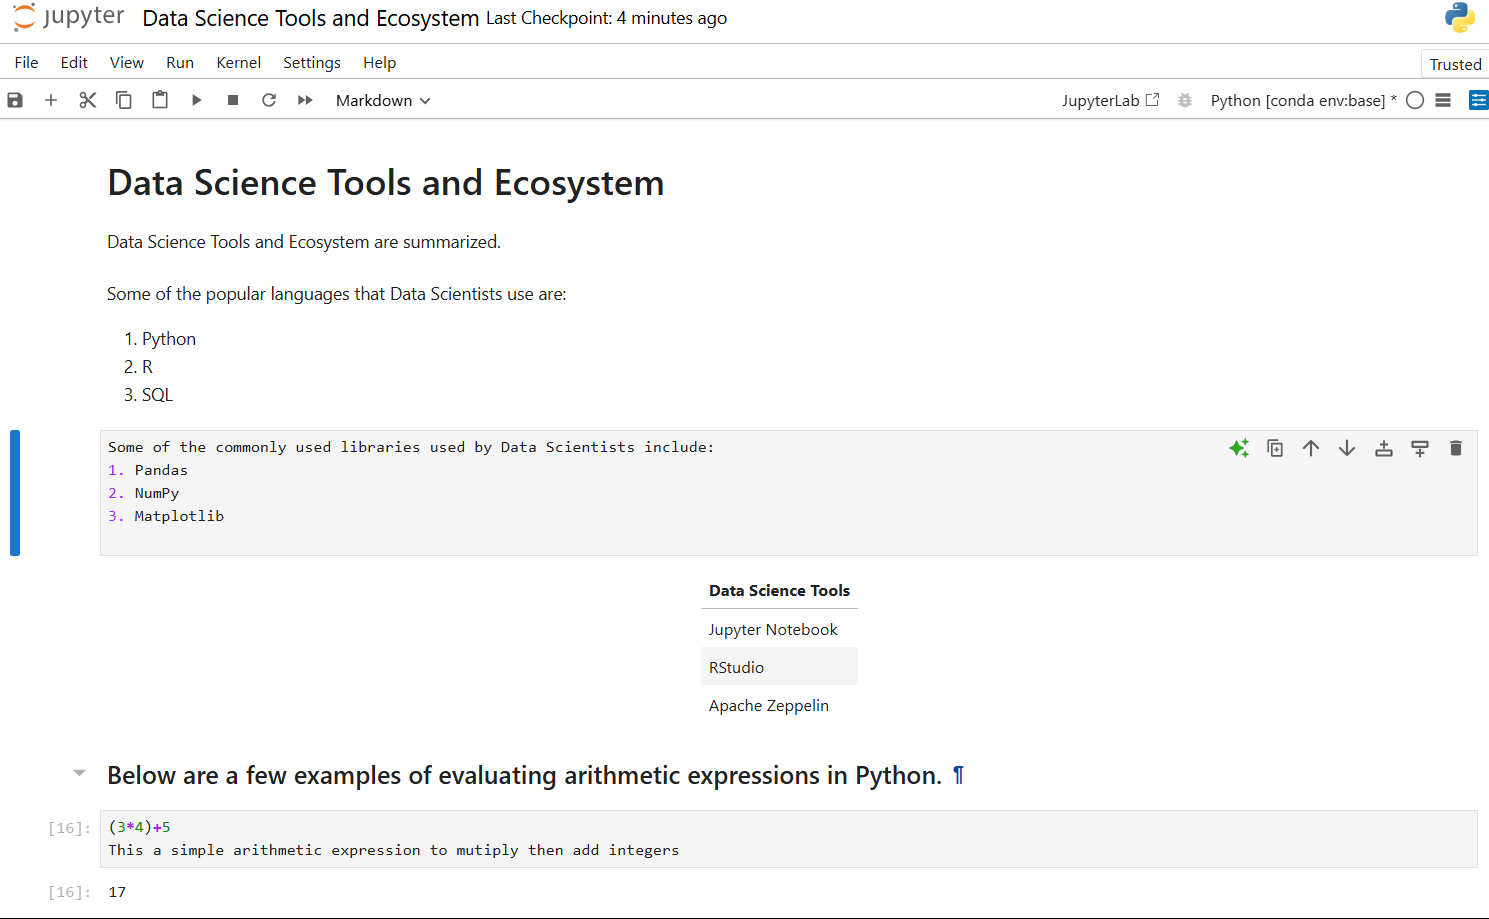 jupyter Data Science Tools and Ecosystem Last Checkpoint: 4 minutes ago
File Edit View Run Kernel Settings Help Trusted
Markdown JupyterLab Python [conda env:base] *
Data Science Tools and Ecosystem
Data Science Tools and Ecosystem are summarized.
Some of the popular languages that Data Scientists use are:
1. Python
2. R
3. SQL
Some of the commonly used libraries used by Data Scientists include:
1. Pandas
2. NumPy
3. Matplotlib
Data Science Tools
Jupyter Notebook
RStudio
Apache Zeppelin
Below are a few examples of evaluating arithmetic expressions in Python. ¶
[16]: (3*4)+5
This a simple arithmetic expression to mutiply then add integers
[16]: 17